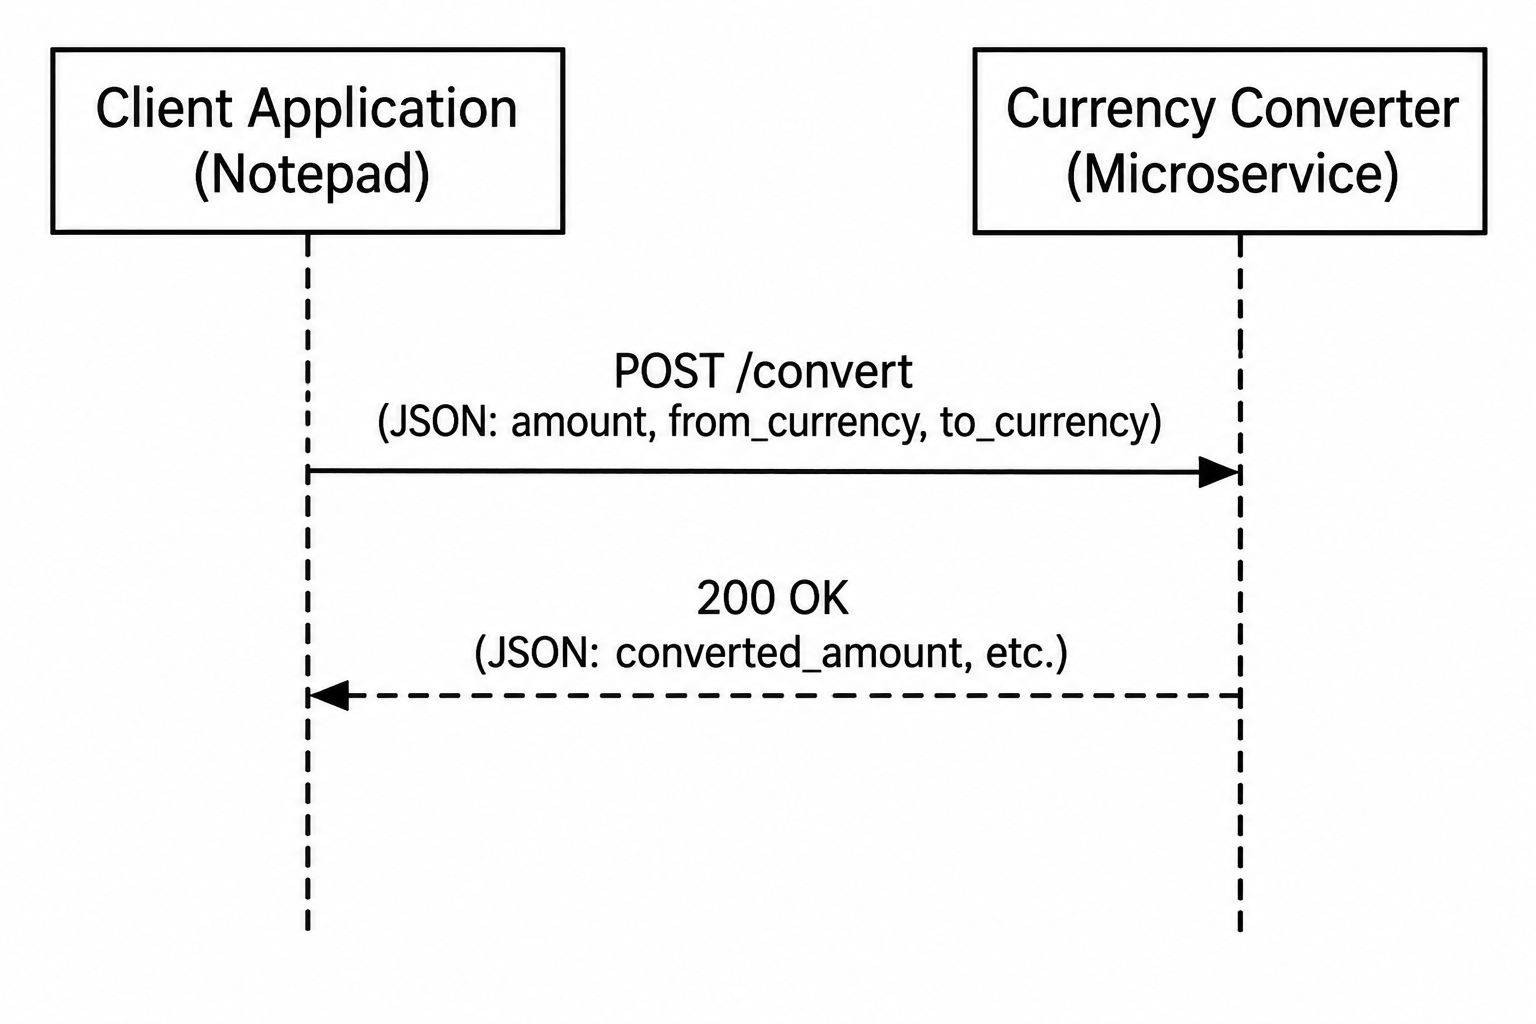 Client Application
(Notepad)
Currency Converter
(Microservice)
POST /convert
(JSON: amount, from_currency, to_currency)
200 OK
(JSON: converted_amount, etc.)